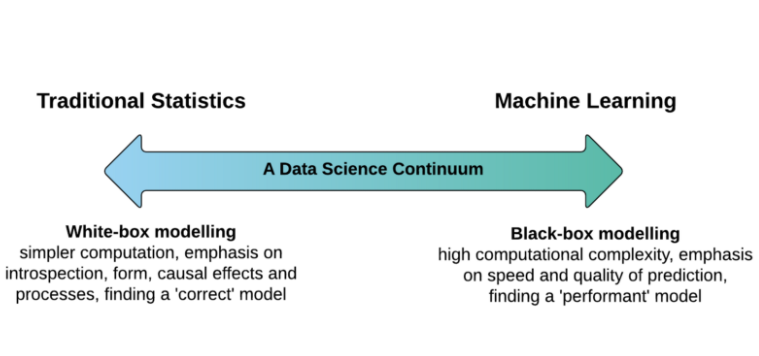 Traditional Statistics
Machine Learning
A Data Science Continuum
White-box modelling
simpler computation, emphasis on
introspection, form, causal effects and
processes, finding a 'correct' model
Black-box modelling
high computational complexity, emphasis
on speed and quality of prediction,
finding a 'performant' model